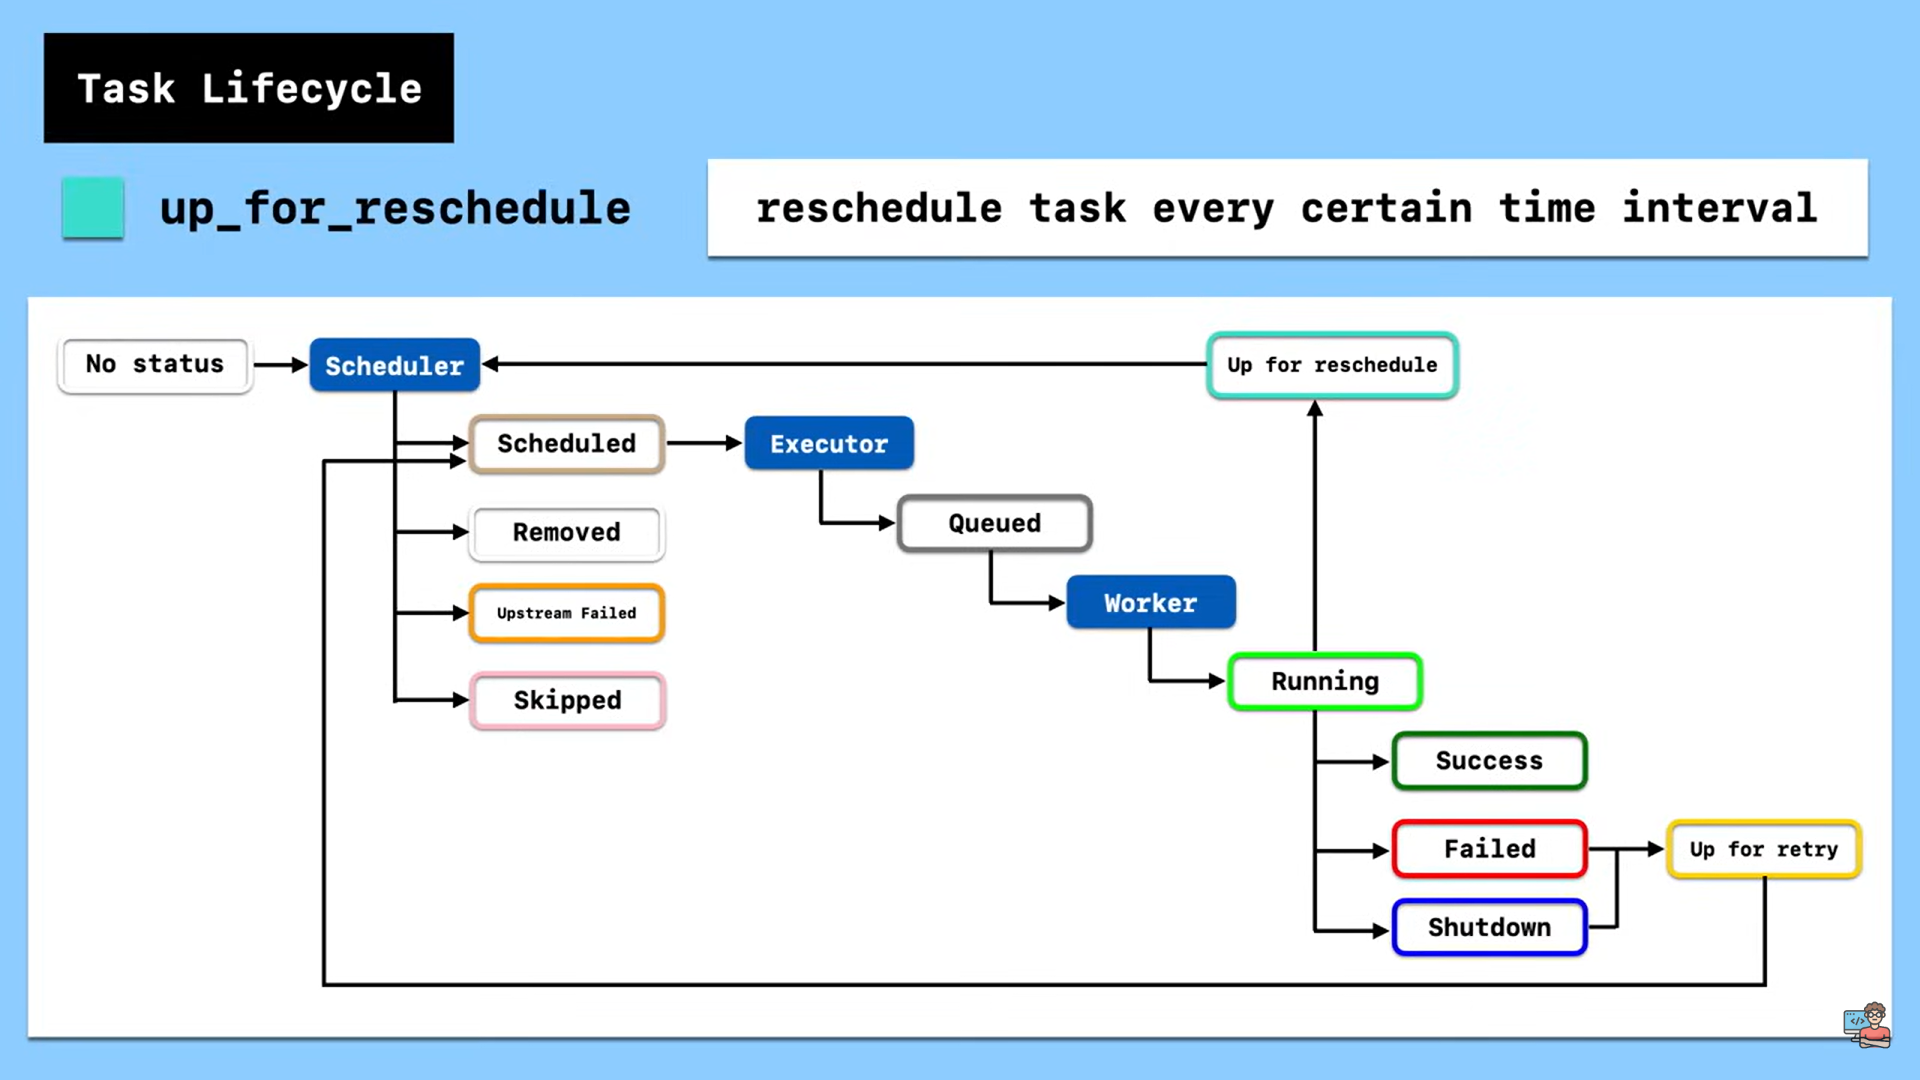 Task Lifecycle
up_for_reschedule
reschedule task every certain time interval
No status
Scheduler
Up for reschedule
Scheduled
Executor
Removed
Queued
Upstream Failed
Worker
Skipped
Running
Success
Failed
Up for retry
Shutdown